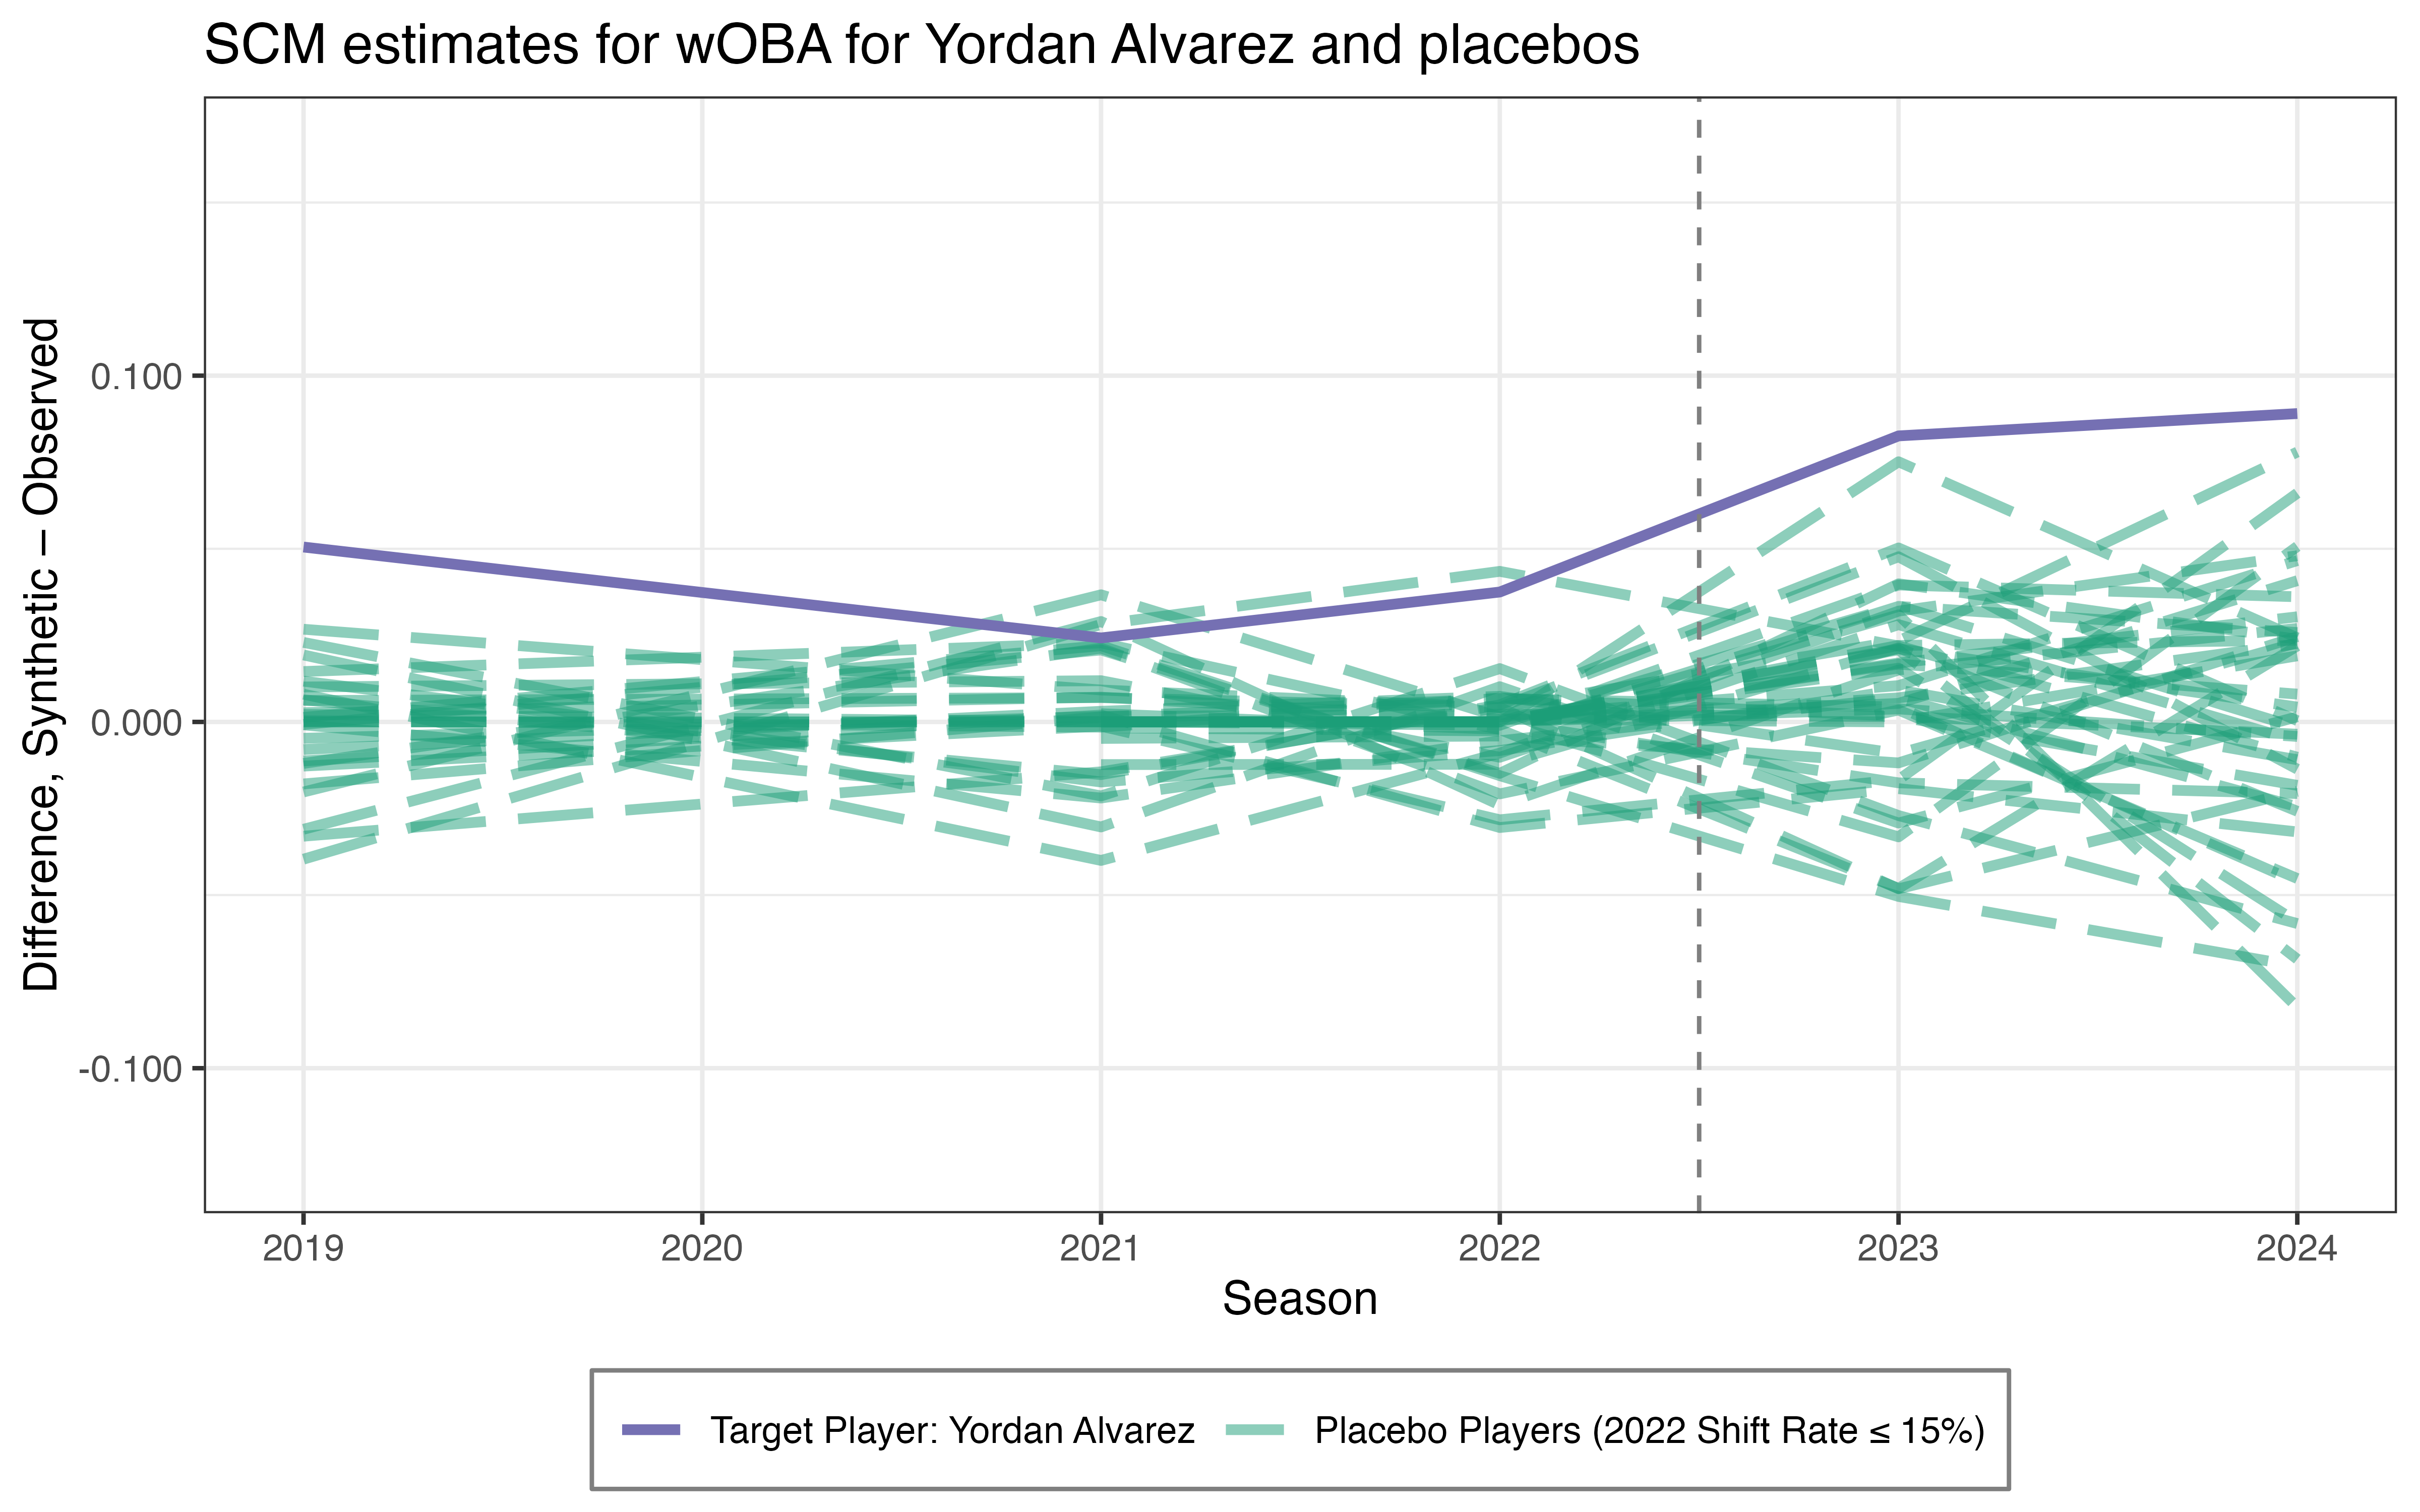 SCM estimates for wOBA for Yordan Alvarez and placebos
Difference, Synthetic − Observed
0.100
0.000
-0.100
2019 2020 2021 2022 2023 2024
Season
Target Player: Yordan Alvarez Placebo Players (2022 Shift Rate ≤ 15%)